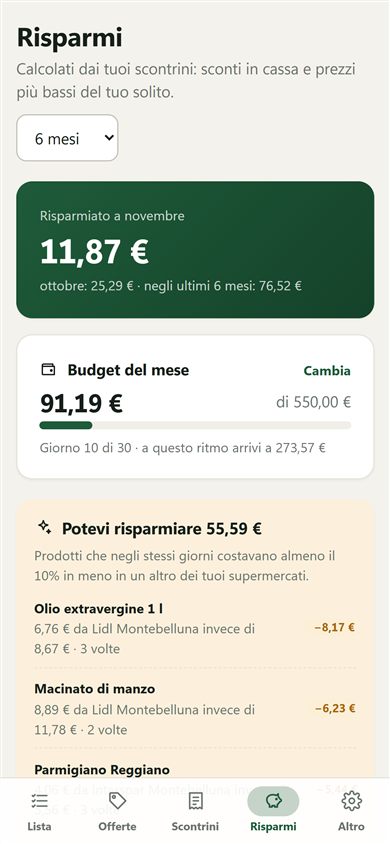 Risparmi
Calcolati dai tuoi scontrini: sconti in cassa e prezzi
più bassi del tuo solito.
6 mesi
Risparmiato a novembre
11,87 €
ottobre: 25,29 € · negli ultimi 6 mesi: 76,52 €
Budget del mese
Cambia
91,19 €
di 550,00 €
Giorno 10 di 30 · a questo ritmo arrivi a 273,57 €
Potevi risparmiare 55,59 €
Prodotti che negli stessi giorni costavano almeno il
10% in meno in un altro dei tuoi supermercati.
Olio extravergine 1 l
6,76 € da Lidl Montebelluna invece di
−8,17 €
8,67 € · 3 volte
Macinato di manzo
8,89 € da Lidl Montebelluna invece di
−6,23 €
11,78 € · 2 volte
Parmigiano Reggiano
da Interspar Montebelluna
€ · 3 volte
Lista
Offerte
Scontrini
Risparmi
Altro